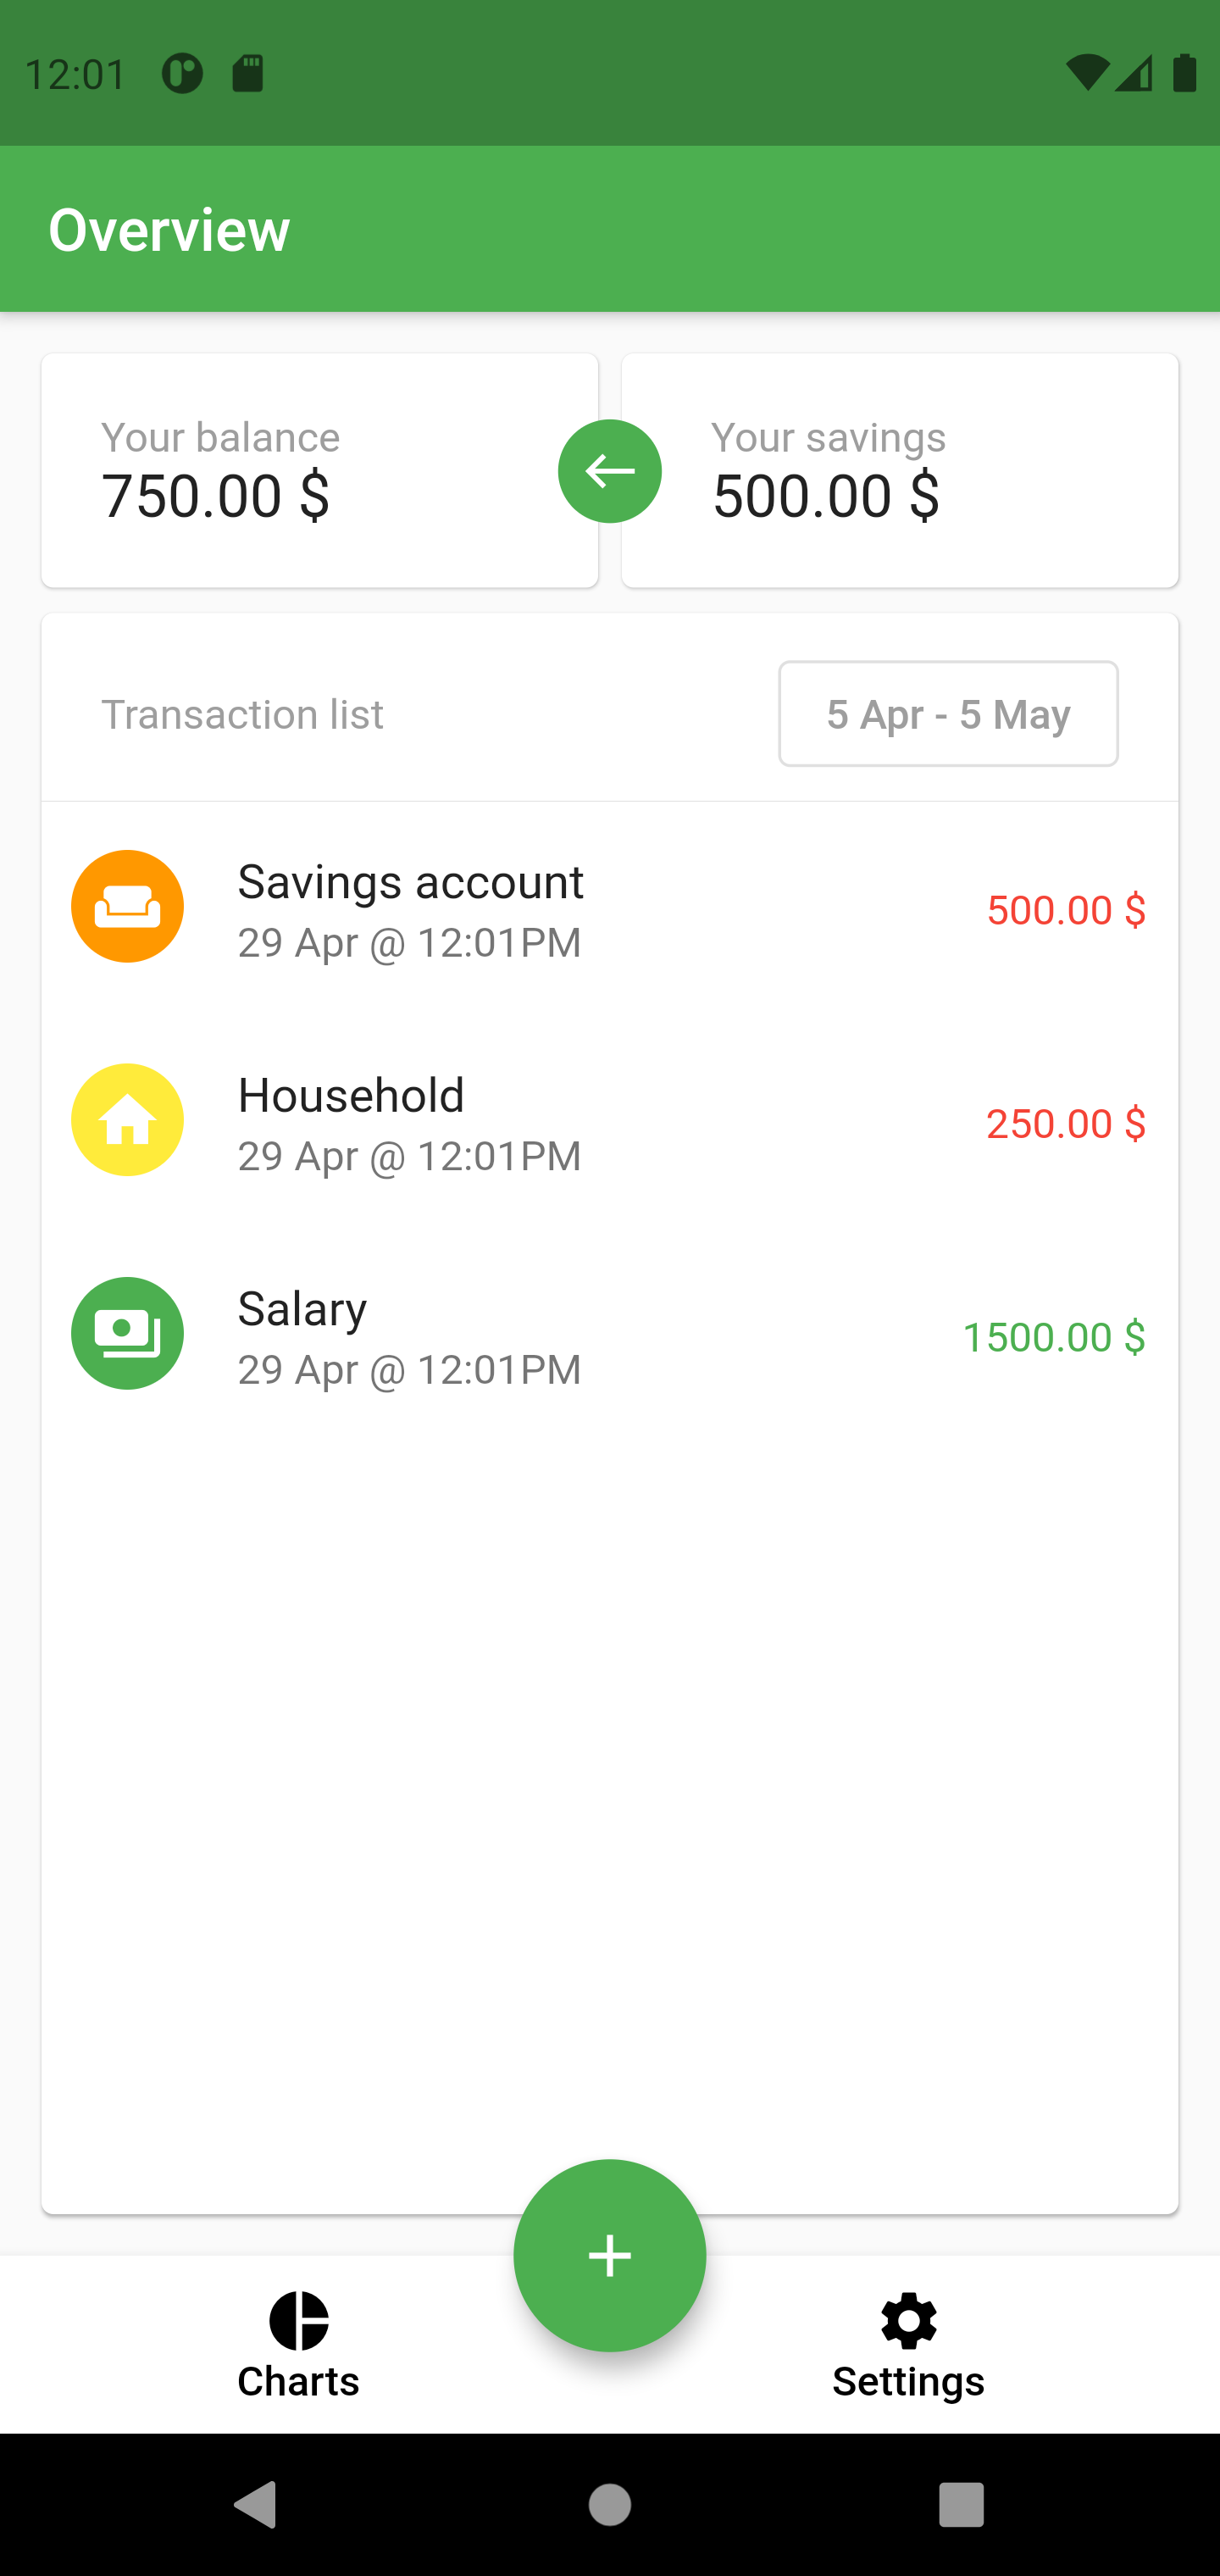 12:01
Overview
Your balance
750.00 $
Your savings
500.00 $
Transaction list
5 Apr - 5 May
Savings account
29 Apr @ 12:01PM
500.00 $
Household
29 Apr @ 12:01PM
250.00 $
Salary
29 Apr @ 12:01PM
1500.00 $
Charts
Settings